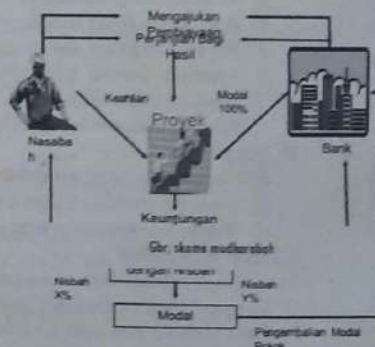 Mengajukan
Pembiayaan
Perjanjian Bagi
Hasil
Keahlian
Modal
100%
Proyek
Nasaba
h
Bank
Keuntungan
Gbr, skema mudharabah
dengan Nisbah
Nisbah
X%
Nisbah
Y%
Modal
Pengembalian Modal
Pokok